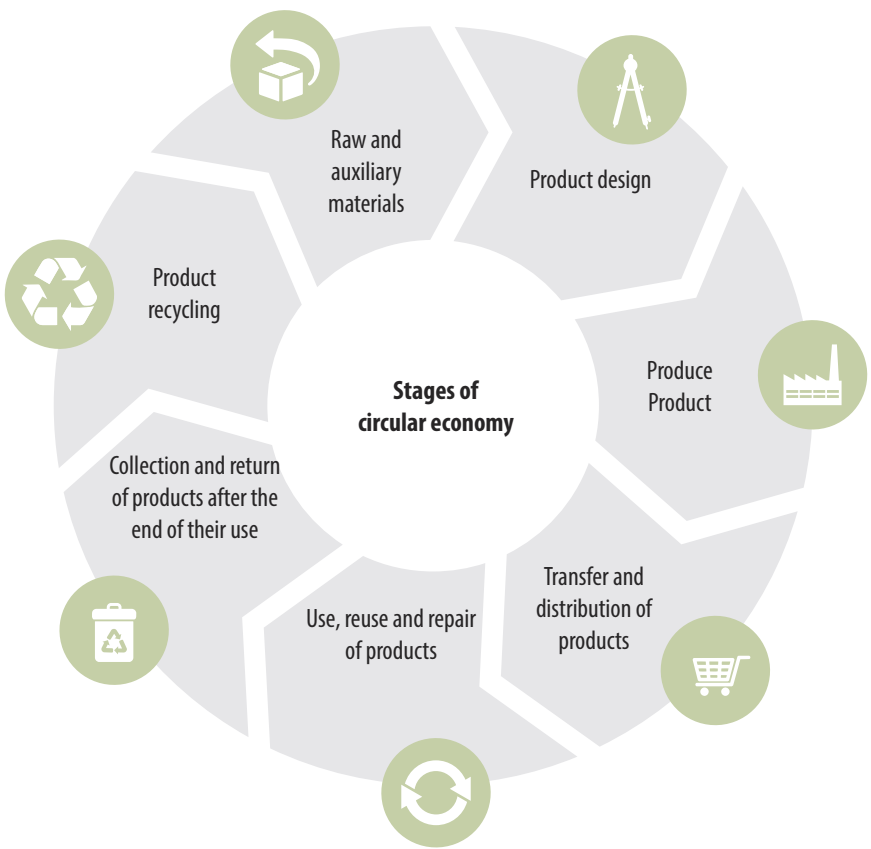 Stages of
circular economy
Raw and
auxiliary
materials
Product design
Produce
Product
Transfer and
distribution of
products
Use, reuse and repair
of products
Collection and return
of products after the
end of their use
Product
recycling